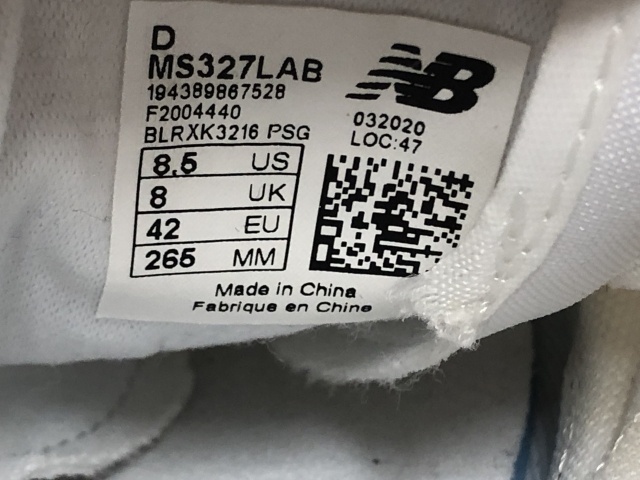 D
MS327LAB
194389867528
F2004440
BLRXK3216 PSG
8.5 US
8 UK
42 EU
265 MM
NB
032020
LOC:47
Made in China
Fabrique en Chine